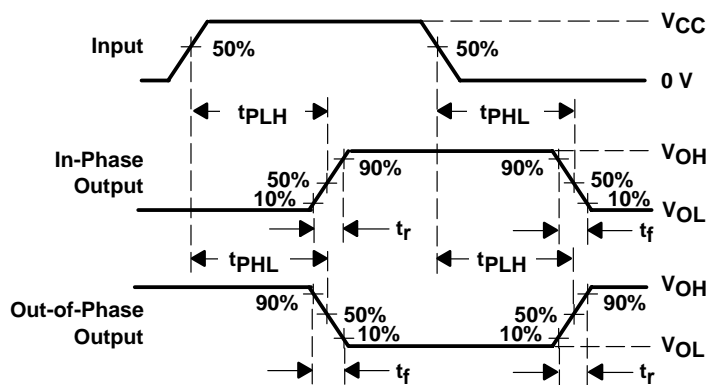 VCC
Input 50% 50%
0 V
tPLH tPHL
In-Phase Output
90% 90% VOH
50% 50%
10% 10% VOL
tr tf
tPHL tPLH
Out-of-Phase Output
90% 90% VOH
50% 50%
10% 10% VOL
tf tr